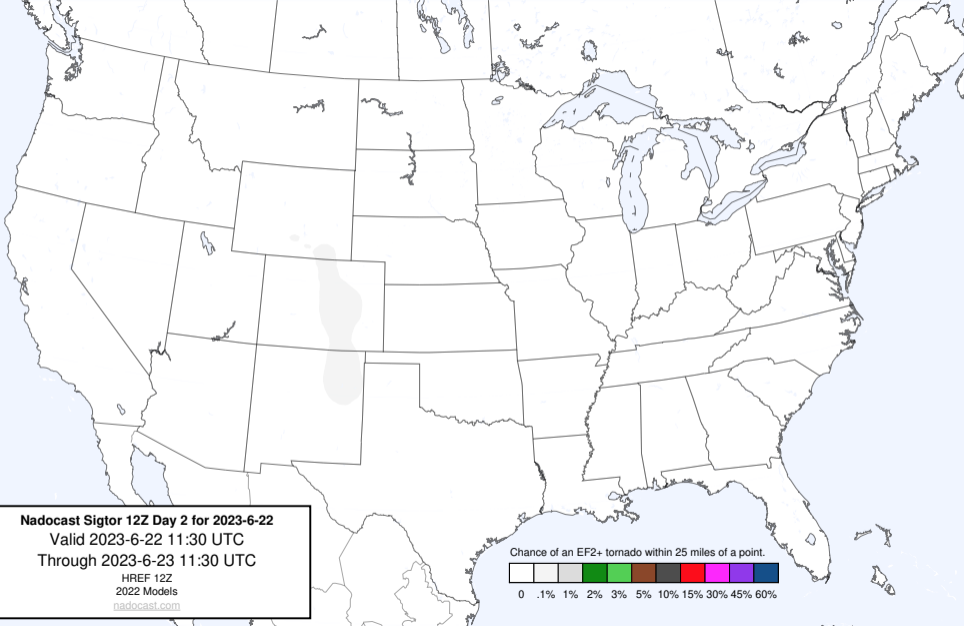 Nadocast Sigtor 12Z Day 2 for 2023-6-22
Valid 2023-6-22 11:30 UTC
Through 2023-6-23 11:30 UTC
HREF 12Z
2022 Models
nadocast.com
Chance of an EF2+ tornado within 25 miles of a point.
0 .1% 1% 2% 3% 5% 10% 15% 30% 45% 60%